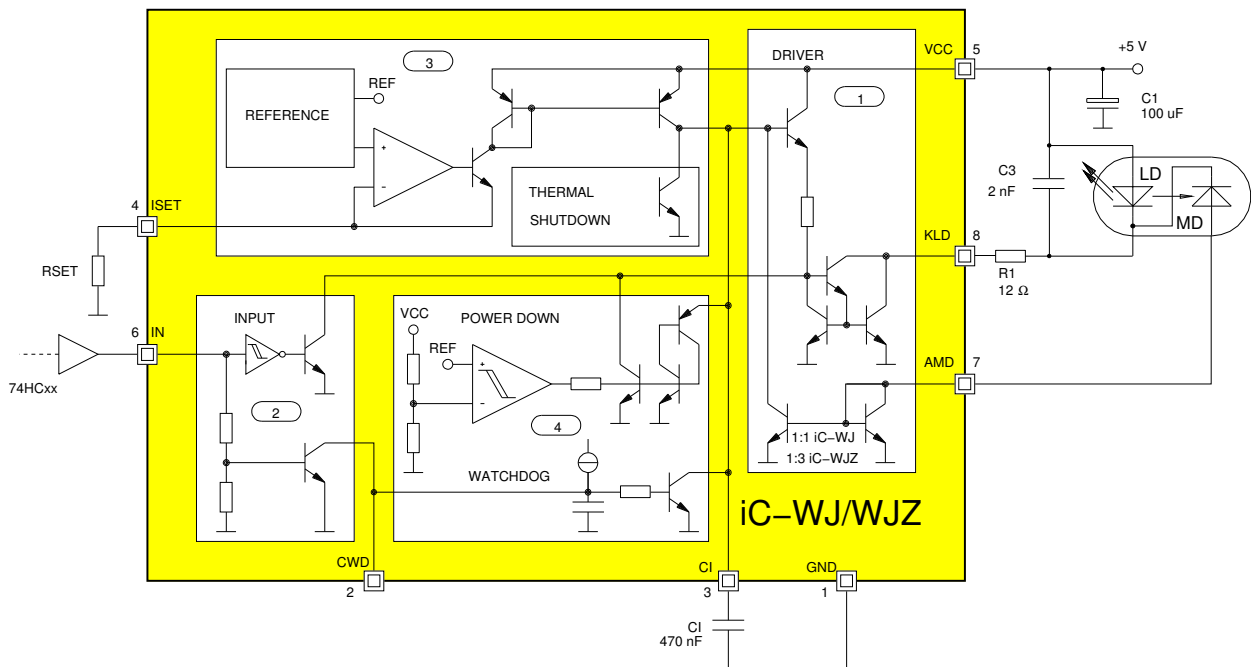 VCC
5
+5 V
DRIVER
3
REF
1
REFERENCE
C1
100 uF
+
−
C3
2 nF
LD
MD
THERMAL
SHUTDOWN
4
ISET
KLD
8
RSET
R1
12 Ω
INPUT
VCC
POWER DOWN
6
IN
REF
+
−
AMD
7
74HCxx
2
4
1:1 iC−WJ
1:3 iC−WJZ
WATCHDOG
iC−WJ/WJZ
CWD
2
CI
3
GND
1
CI
470 nF